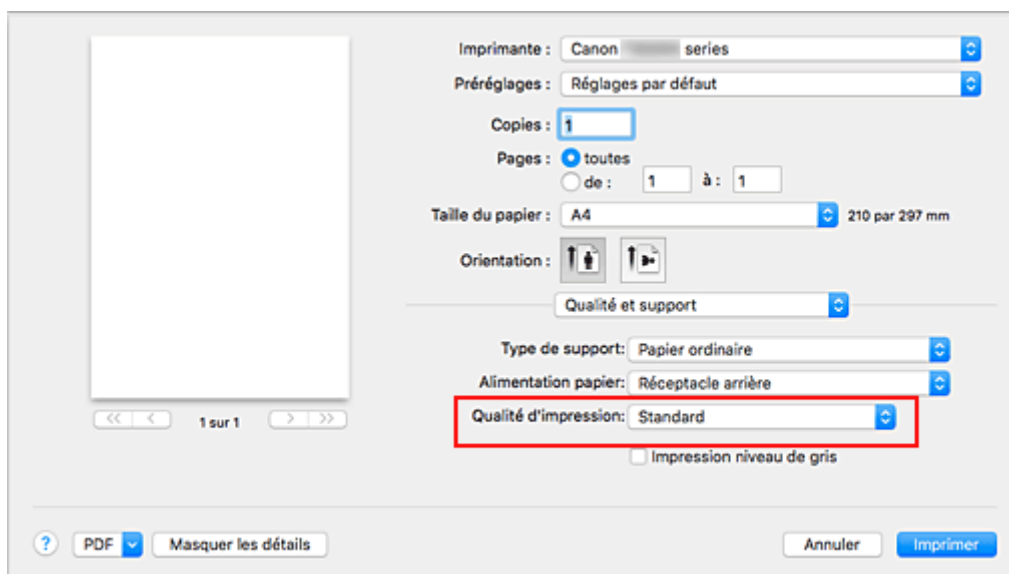 Imprimante : Canon series
Préréglages : Réglages par défaut
Copies : 1
Pages : toutes
de : 1 à : 1
Taille du papier : A4 210 par 297 mm
Orientation :
Qualité et support
Type de support: Papier ordinaire
Alimentation papier: Réceptacle arrière
Qualité d'impression: Standard
Impression niveau de gris
<< < 1 sur 1 > >>
? PDF Masquer les détails Annuler Imprimer